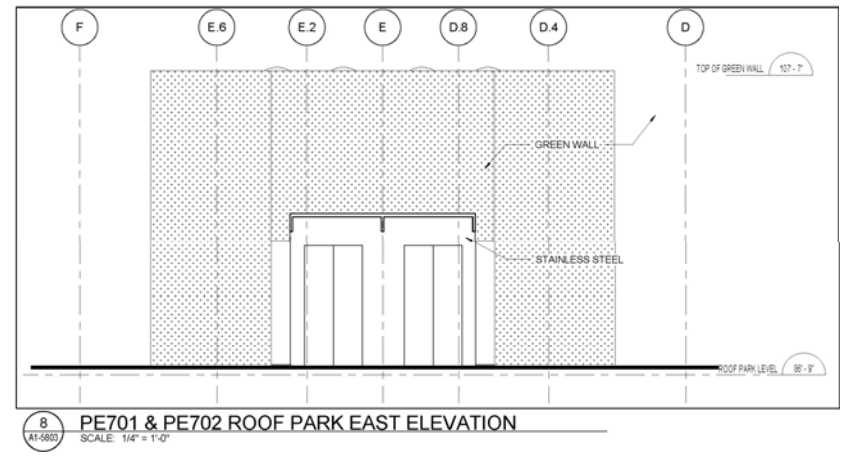 F E.6 E.2 E D.8 D.4 D
TOP OF GREEN WALL 107' - 7"
GREEN WALL
STAINLESS STEEL
ROOF PARK LEVEL 86' - 9"
8 PE701 & PE702 ROOF PARK EAST ELEVATION
A1-5803 SCALE: 1/4" = 1'-0"